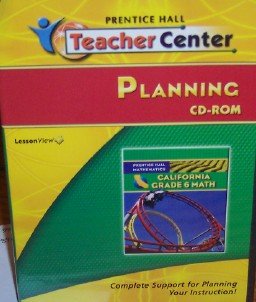 PRENTICE HALL
Teacher Center
PLANNING
CD-ROM
LessonView
PRENTICE HALL
MATHEMATICS
CALIFORNIA
GRADE 6 MATH
Complete Support for Planning
Your Instruction!